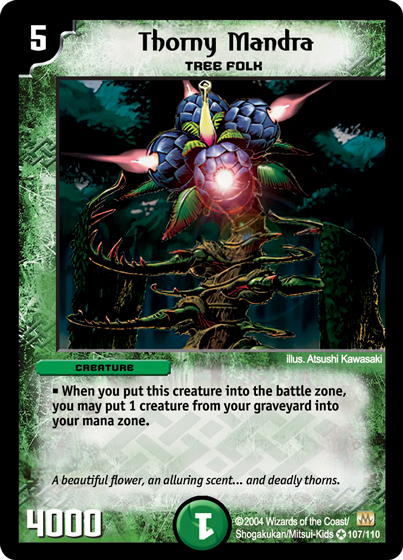 5
Thorny Mandra
TREE FOLK
illus. Atsushi Kawasaki
CREATURE
▪ When you put this creature into the battle zone,
you may put 1 creature from your graveyard into
your mana zone.
A beautiful flower, an alluring scent... and deadly thorns.
4000
1
©2004 Wizards of the Coast/
Shogakukan/Mitsui-Kids ✪107/110